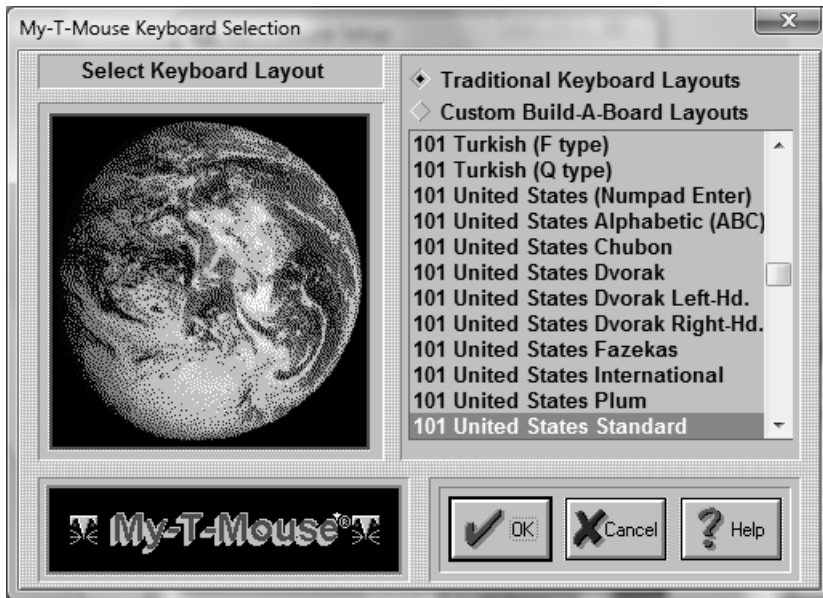 My-T-Mouse Keyboard Selection
Select Keyboard Layout
Traditional Keyboard Layouts
Custom Build-A-Board Layouts
101 Turkish (F type)
101 Turkish (Q type)
101 United States (Numpad Enter)
101 United States Alphabetic (ABC)
101 United States Chubon
101 United States Dvorak
101 United States Dvorak Left-Hd.
101 United States Dvorak Right-Hd.
101 United States Fazekas
101 United States International
101 United States Plum
101 United States Standard
My-T-Mouse®
OK
Cancel
Help